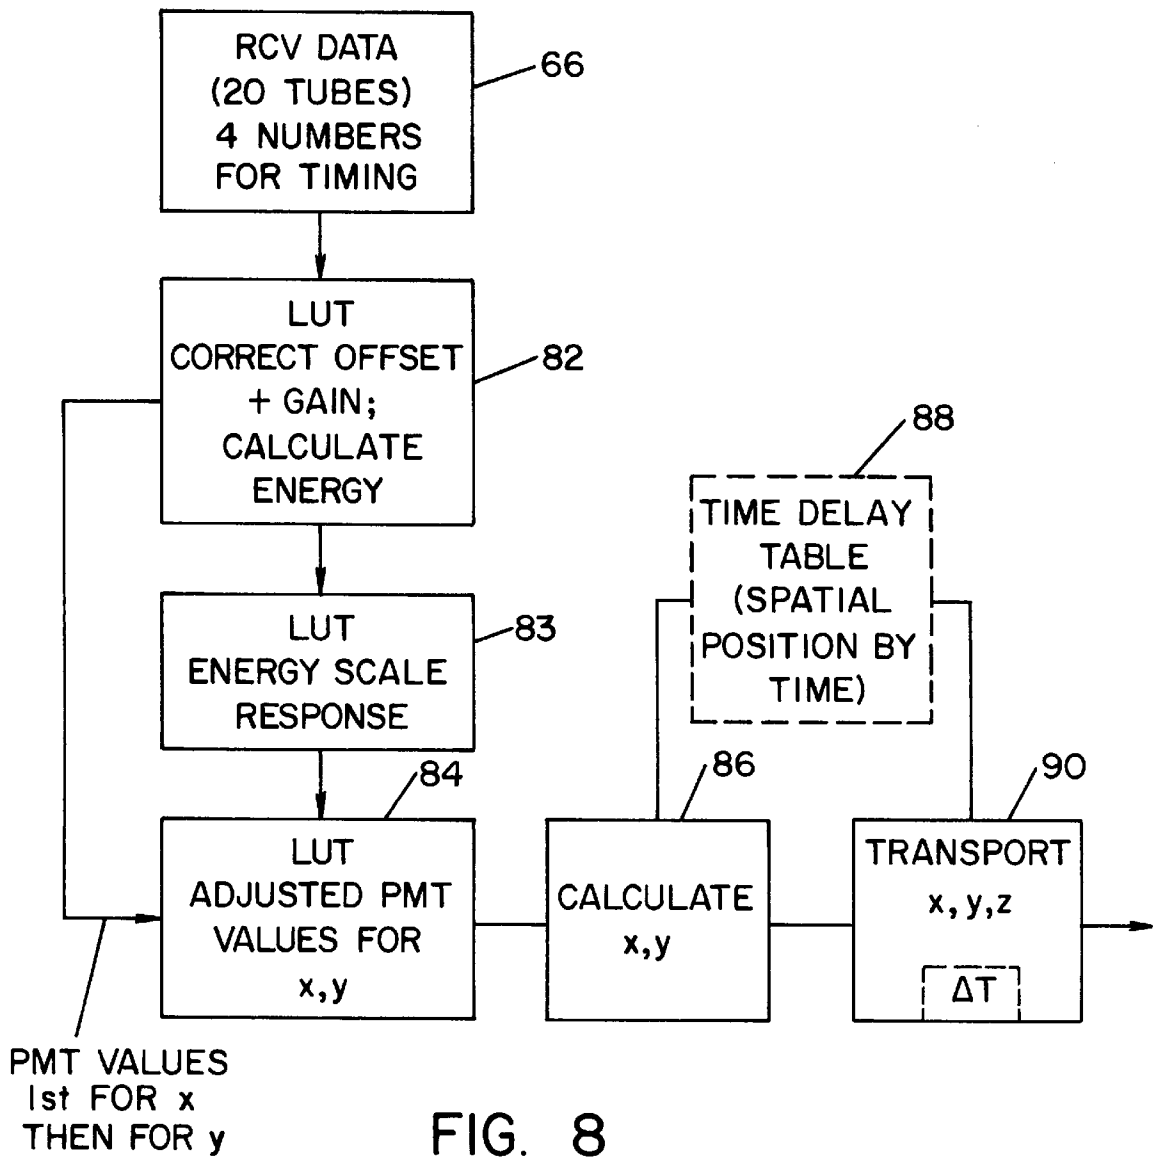 RCV DATA
(20 TUBES)
4 NUMBERS
FOR TIMING
66
LUT
CORRECT OFFSET
+ GAIN;
CALCULATE
ENERGY
82
LUT
ENERGY SCALE
RESPONSE
83
LUT
ADJUSTED PMT
VALUES FOR
x,y
84
PMT VALUES
1st FOR x
THEN FOR y
CALCULATE
x,y
86
TIME DELAY
TABLE
(SPATIAL
POSITION BY
TIME)
88
TRANSPORT
x,y,z
ΔT
90
FIG. 8